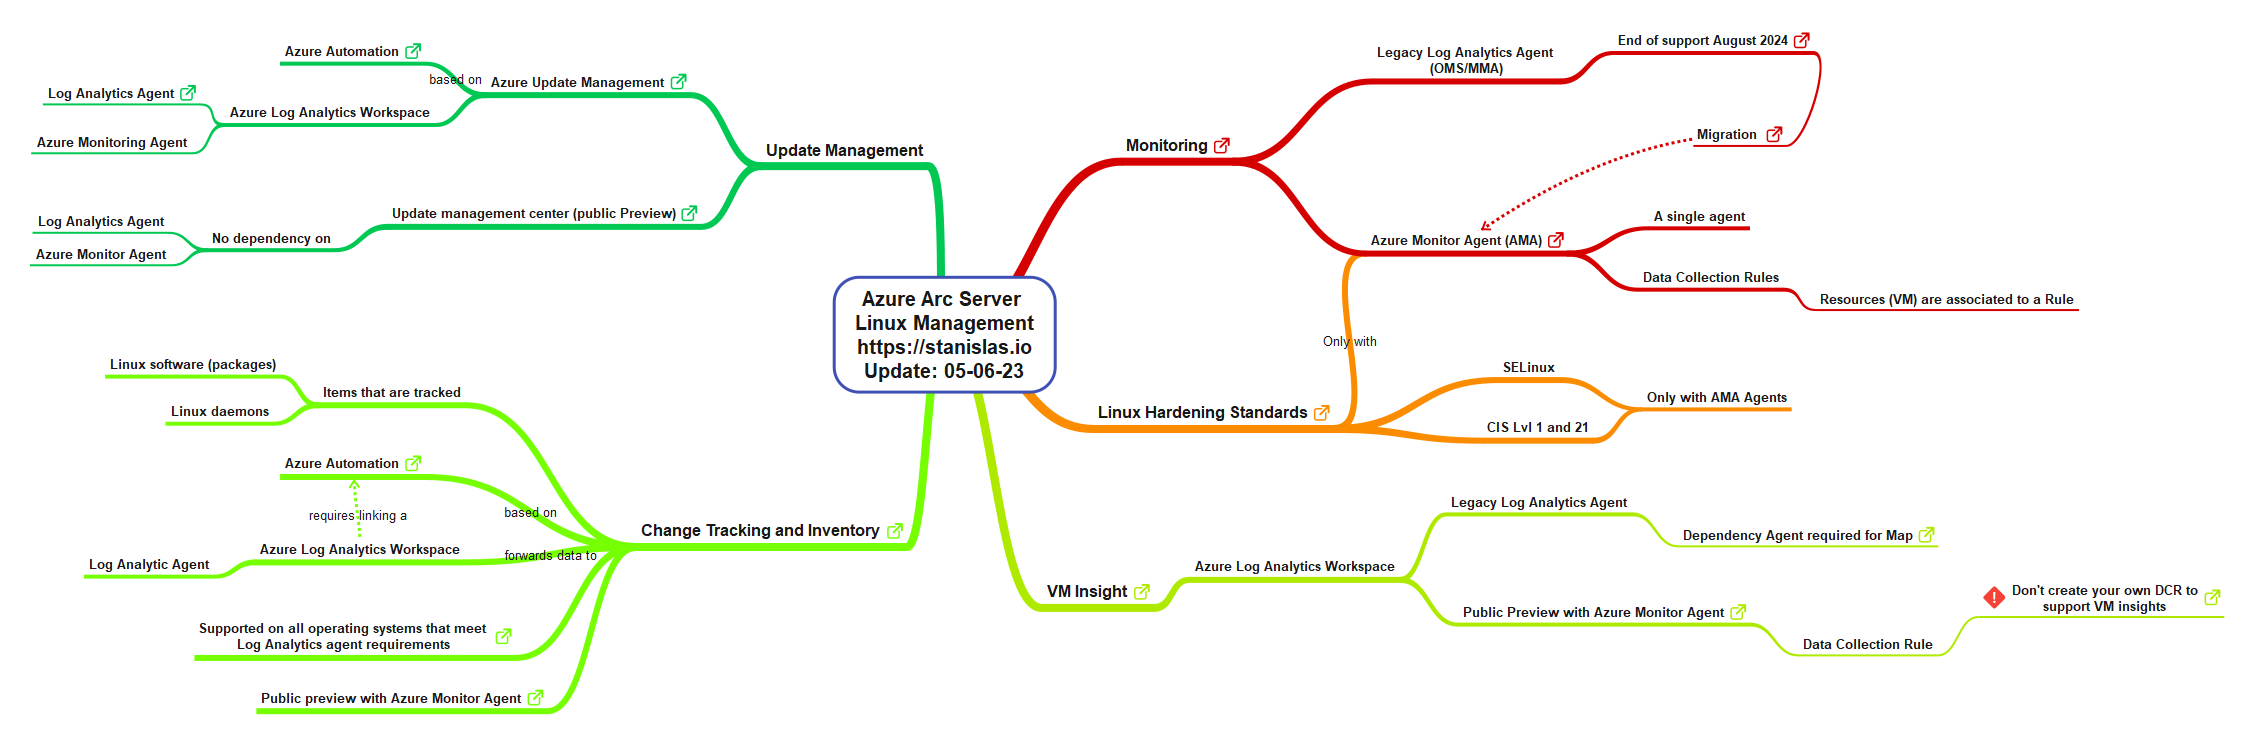 Azure Arc Server
Linux Management
https://stanislas.io
Update: 05-06-23
Update Management
Azure Update Management
based on
Azure Automation
Azure Log Analytics Workspace
Log Analytics Agent
Azure Monitoring Agent
Update management center (public Preview)
No dependency on
Log Analytics Agent
Azure Monitor Agent
Monitoring
Legacy Log Analytics Agent
(OMS/MMA)
End of support August 2024
Migration
Azure Monitor Agent (AMA)
A single agent
Data Collection Rules
Resources (VM) are associated to a Rule
Only with
Linux Hardening Standards
SELinux
CIS Lvl 1 and 21
Only with AMA Agents
VM Insight
Azure Log Analytics Workspace
Legacy Log Analytics Agent
Dependency Agent required for Map
Public Preview with Azure Monitor Agent
Data Collection Rule
Don't create your own DCR to
support VM insights
Change Tracking and Inventory
Items that are tracked
Linux software (packages)
Linux daemons
based on
Azure Automation
requires linking a
forwards data to
Azure Log Analytics Workspace
Log Analytic Agent
Supported on all operating systems that meet
Log Analytics agent requirements
Public preview with Azure Monitor Agent